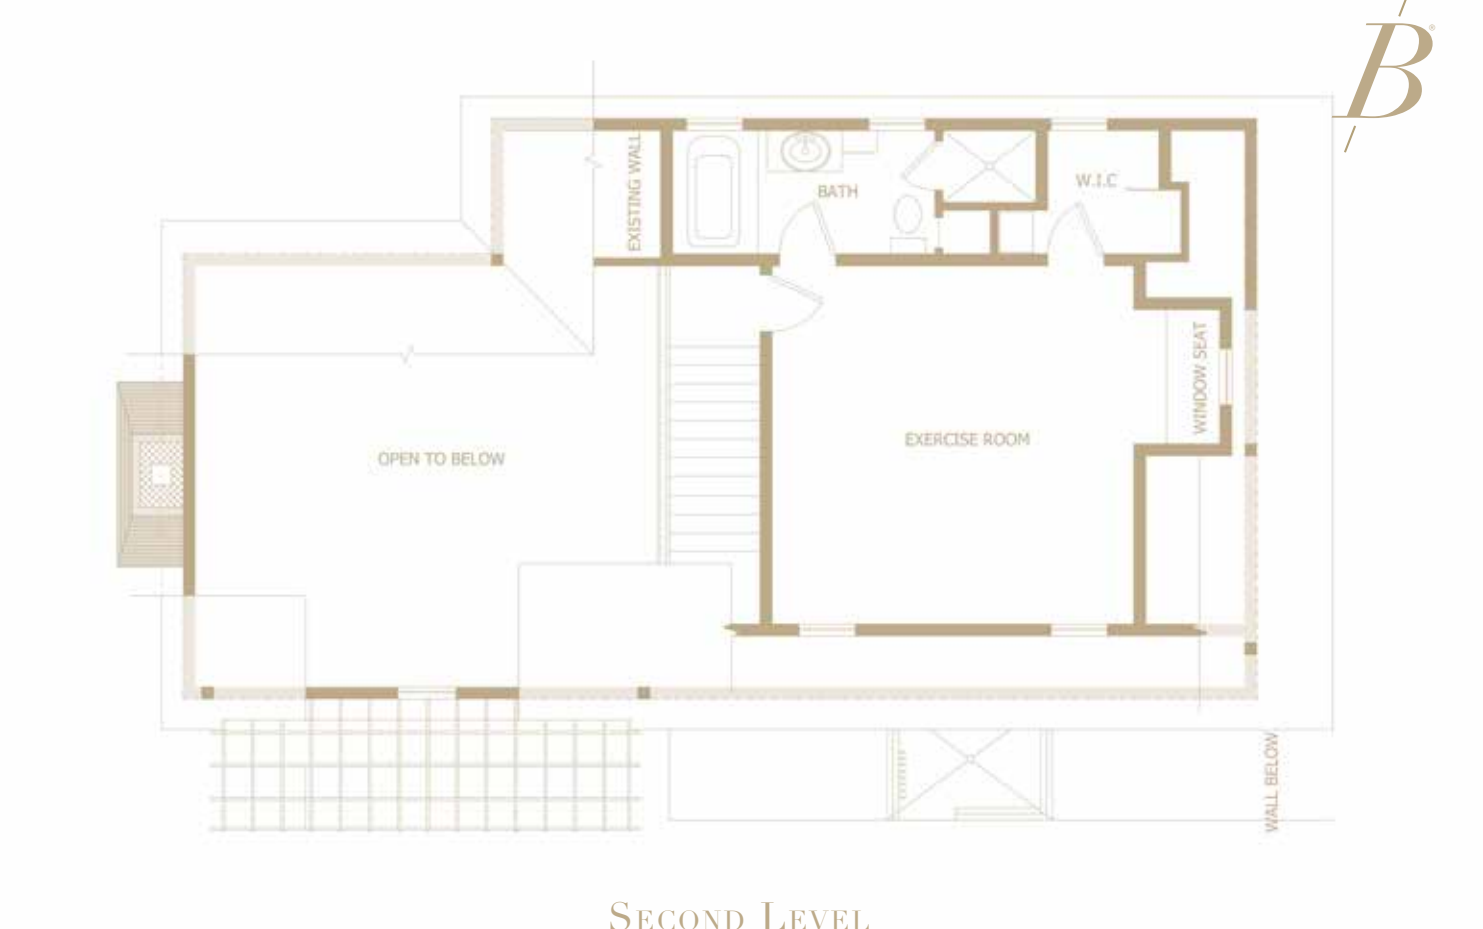 B®
EXISTING WALL
BATH
W.I.C
WINDOW SEAT
EXERCISE ROOM
OPEN TO BELOW
WALL BELOW
SECOND LEVEL